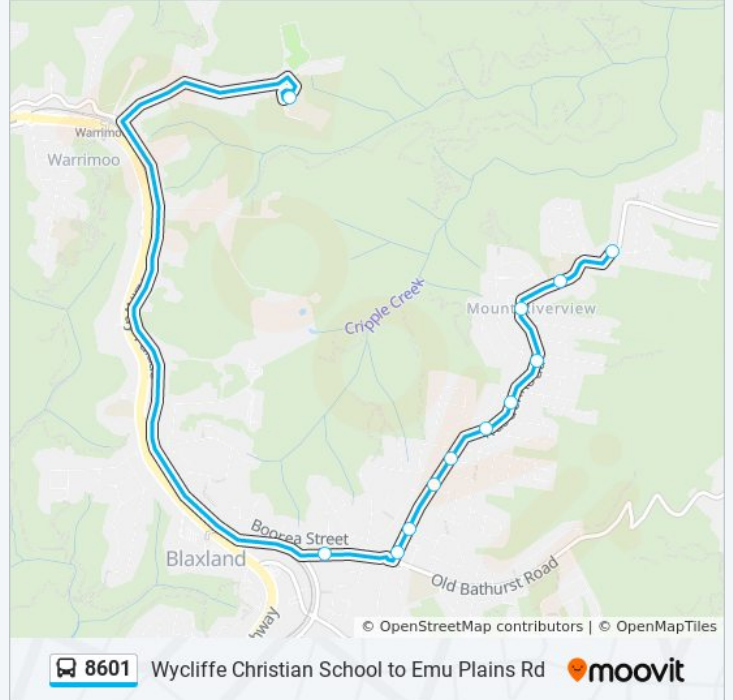 Warrimo
Warrimoo
Cripple Creek
Mount Riverview
Boorea Street
Blaxland
Old Bathurst Road
hway
© OpenStreetMap contributors | © OpenMapTiles
8601 Wycliffe Christian School to Emu Plains Rd moovit